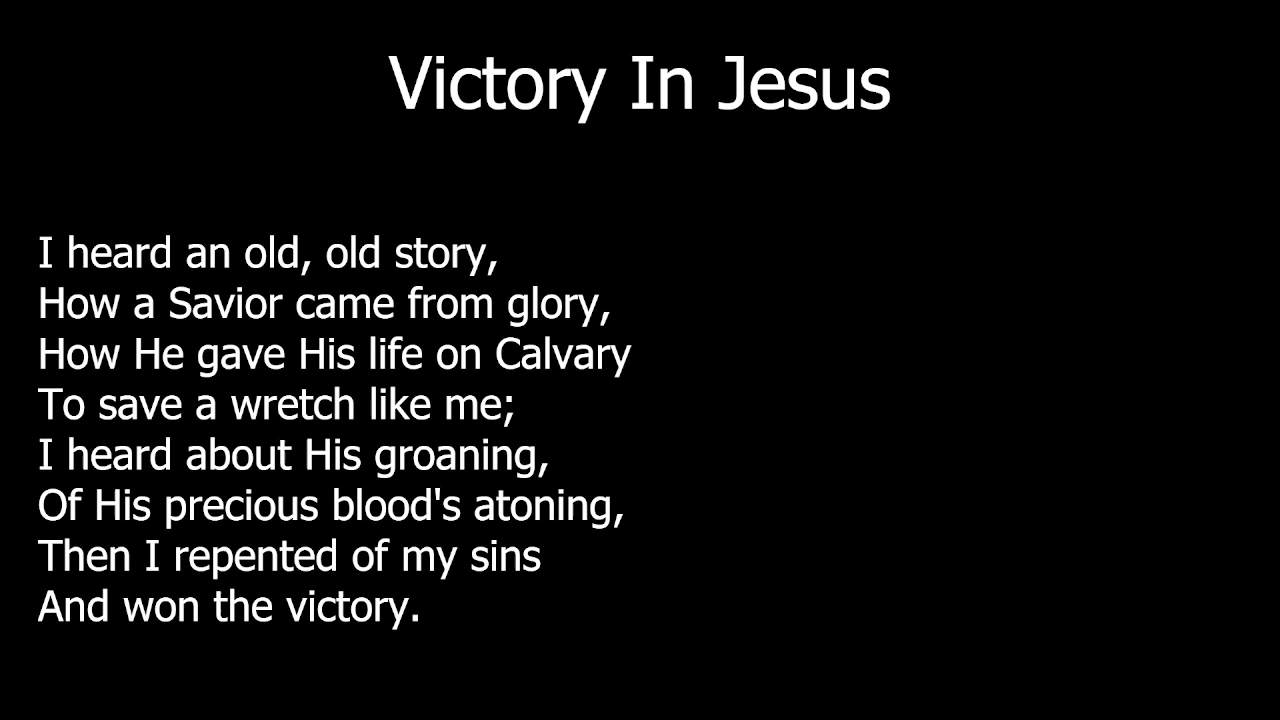 Victory In Jesus
I heard an old, old story,
How a Savior came from glory,
How He gave His life on Calvary
To save a wretch like me;
I heard about His groaning,
Of His precious blood's atoning,
Then I repented of my sins
And won the victory.